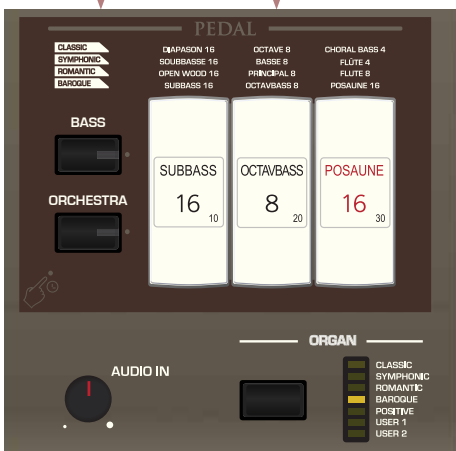 PEDAL
CLASSIC
SYMPHONIC
ROMANTIC
BAROQUE
DIAPASON 16
SOUBBASSE 16
OPEN WOOD 16
SUBBASS 16
OCTAVE 8
BASSE 8
PRINCIPAL 8
OCTAVBASS 8
CHORAL BASS 4
FLÛTE 4
FLUTE 8
POSAUNE 16
BASS
ORCHESTRA
SUBBASS
16
10
OCTAVBASS
8
20
POSAUNE
16
30
AUDIO IN
ORGAN
CLASSIC
SYMPHONIC
ROMANTIC
BAROQUE
POSITIVE
USER 1
USER 2